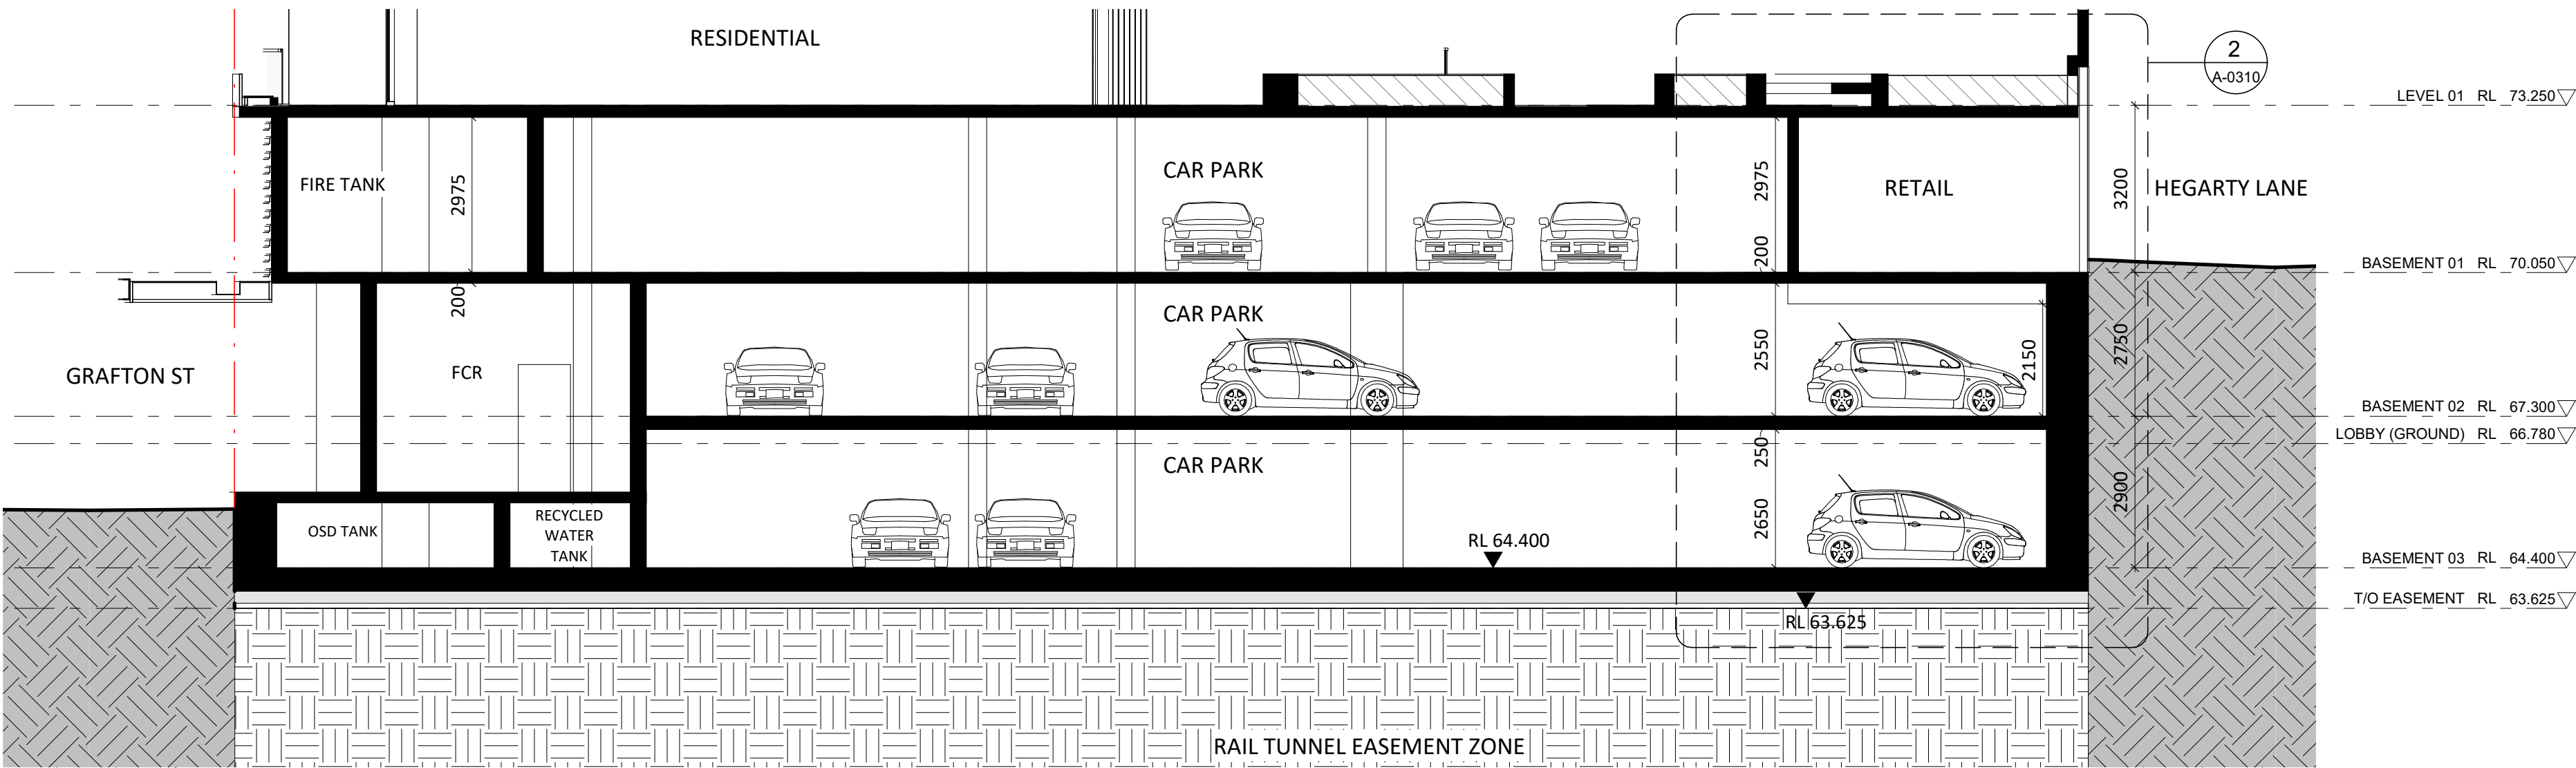 RESIDENTIAL
2
A-0310
LEVEL 01 RL 73.250
FIRE TANK
2975
CAR PARK
2975
RETAIL
3200
HEGARTY LANE
200
BASEMENT 01 RL 70.050
200
CAR PARK
GRAFTON ST
FCR
2550
2150
2750
BASEMENT 02 RL 67.300
LOBBY (GROUND) RL 66.780
250
CAR PARK
2900
OSD TANK
RECYCLED
WATER
TANK
2650
RL 64.400
BASEMENT 03 RL 64.400
T/O EASEMENT RL 63.625
RL 63.625
RAIL TUNNEL EASEMENT ZONE